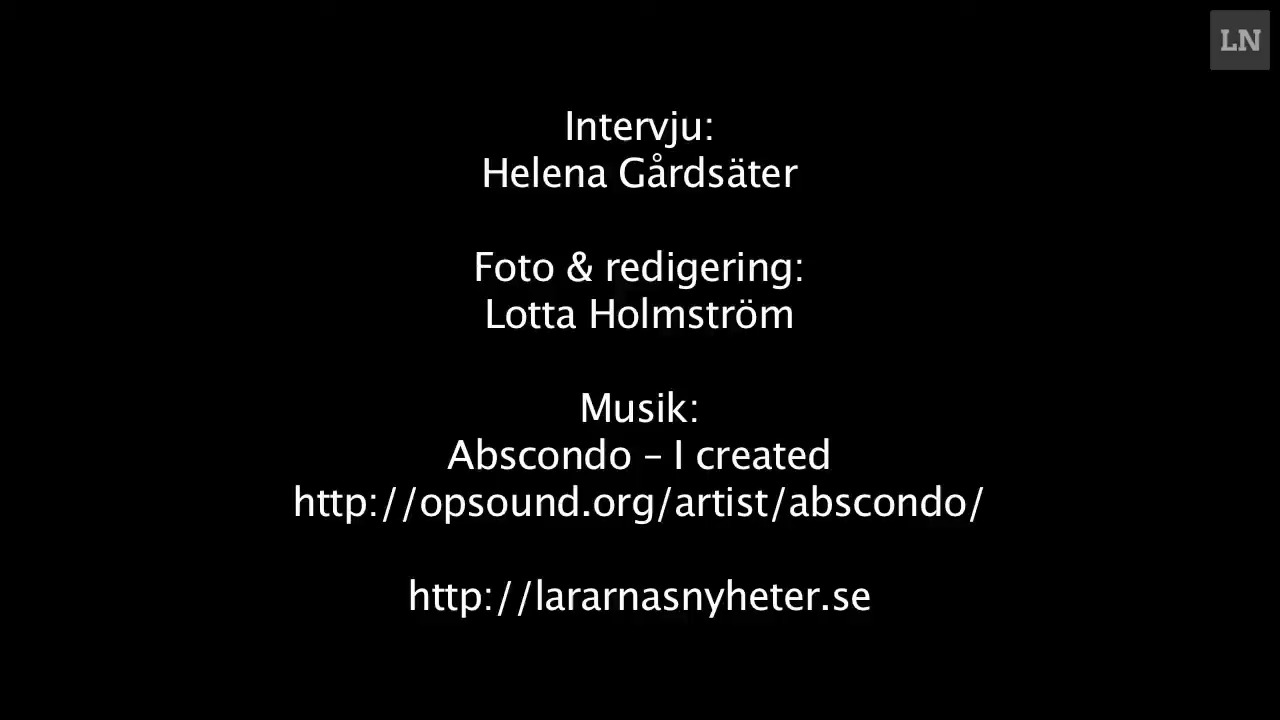 LN
Intervju:
Helena Gårdsäter
Foto & redigering:
Lotta Holmström
Musik:
Abscondo – I created
http://opsound.org/artist/abscondo/
http://lararnasnyheter.se